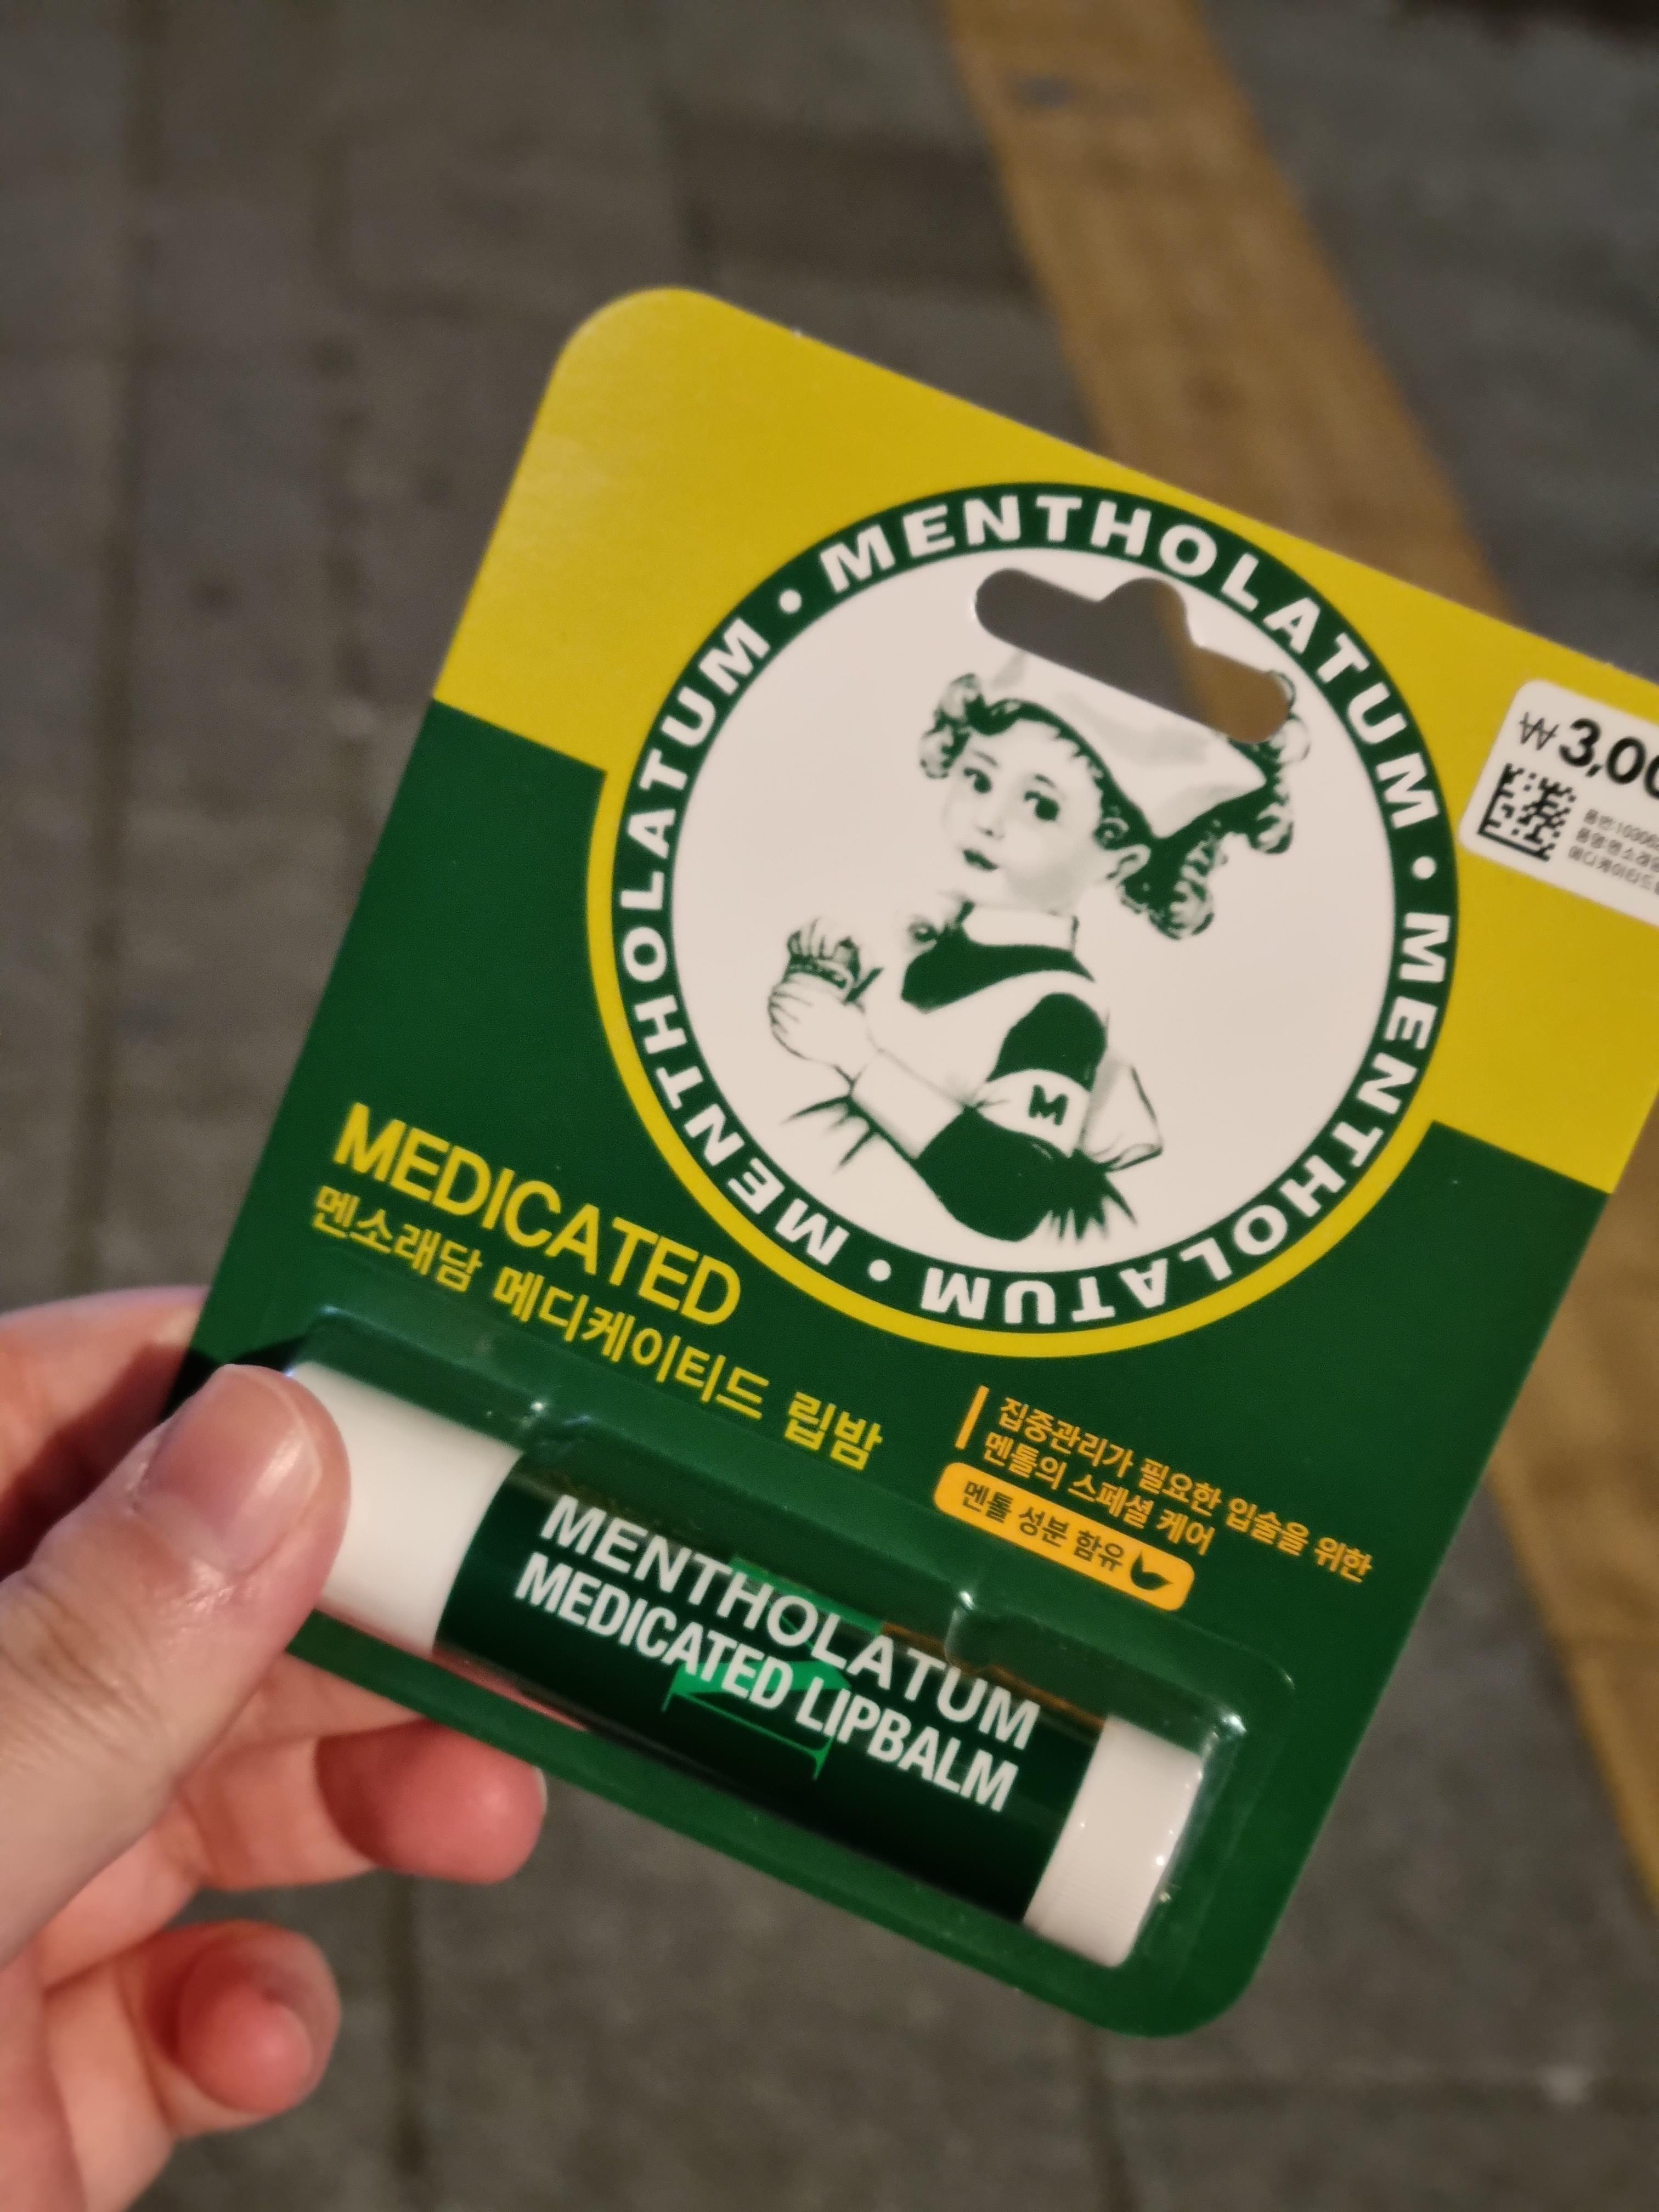 MENTHOLATUM • MENTHOLATUM • MENTHOLATUM • MENTHOLATUM •
M
₩3,00
MEDICATED
멘소래담 메디케이티드 립밤
집중관리가 필요한 입술을 위한
멘톨의 스페셜 케어
멘톨 성분 함유
MENTHOLATUM
MEDICATED LIPBALM